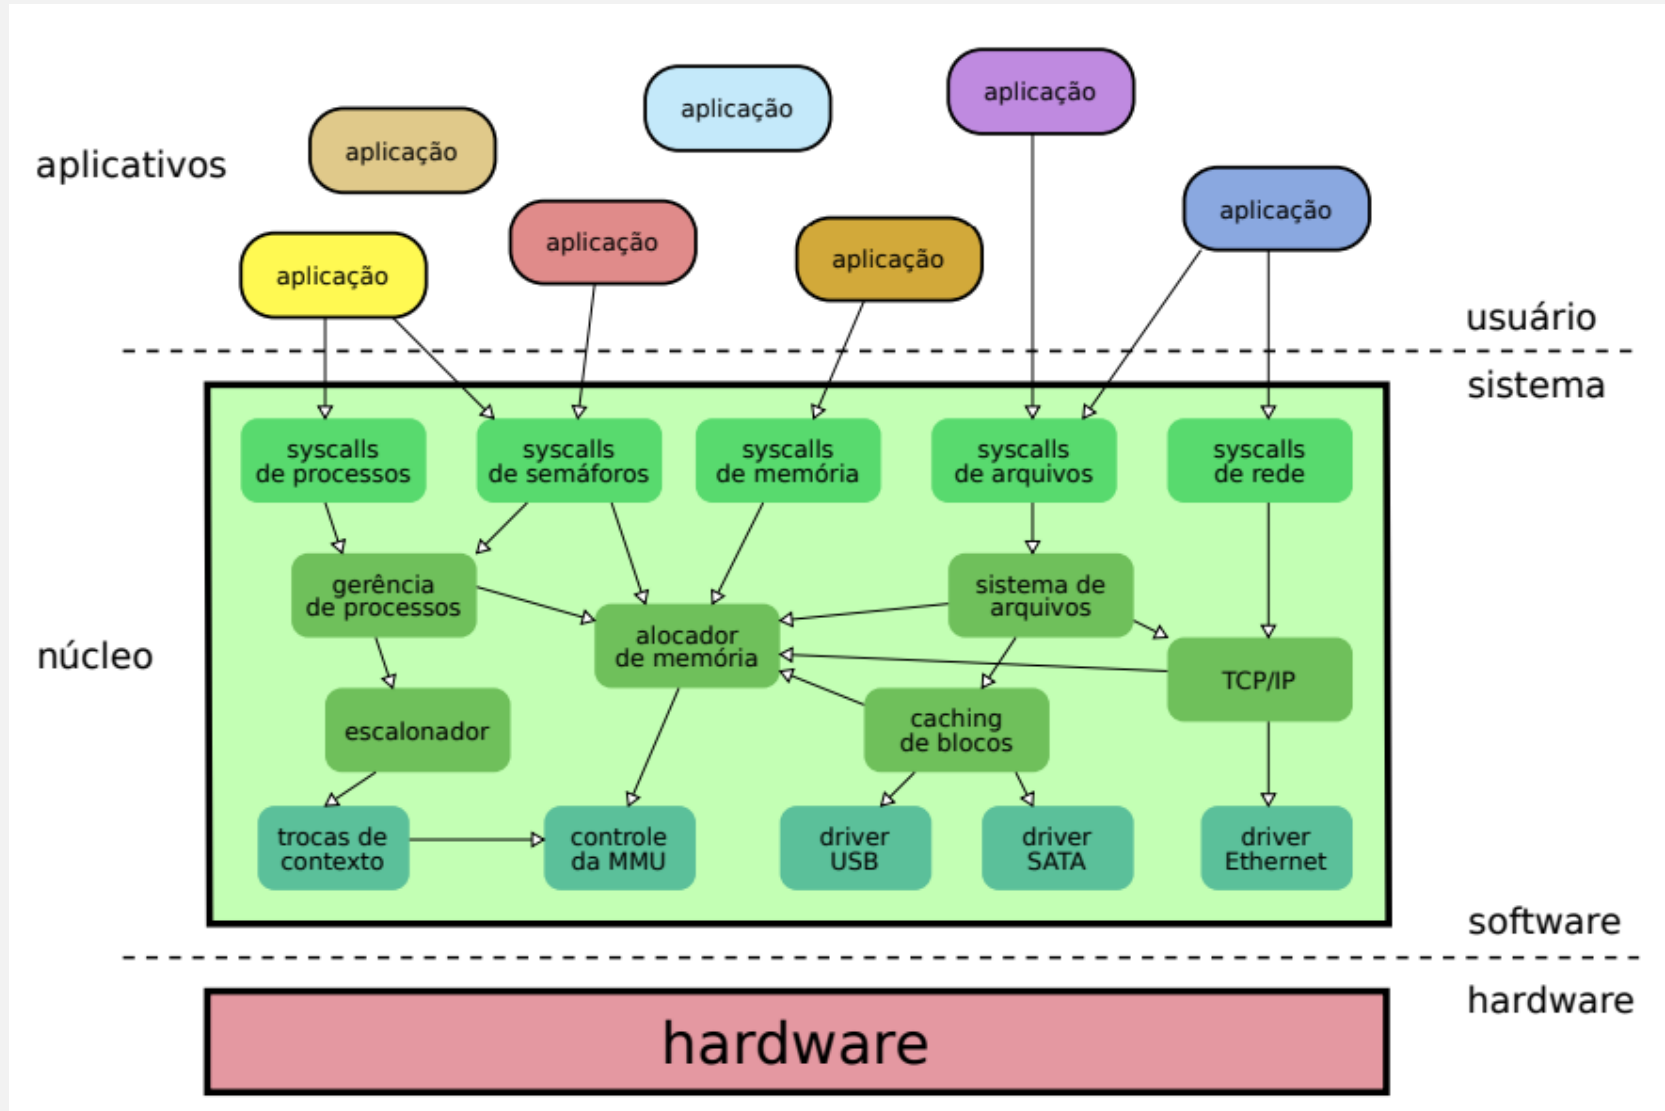 aplicação
aplicação
aplicação
aplicativos
aplicação
aplicação
aplicação
aplicação
usuário
sistema
syscalls
de processos
syscalls
de semáforos
syscalls
de memória
syscalls
de arquivos
syscalls
de rede
gerência
de processos
sistema de
arquivos
alocador
de memória
núcleo
TCP/IP
escalonador
caching
de blocos
trocas de
contexto
controle
da MMU
driver
USB
driver
SATA
driver
Ethernet
software
hardware
hardware